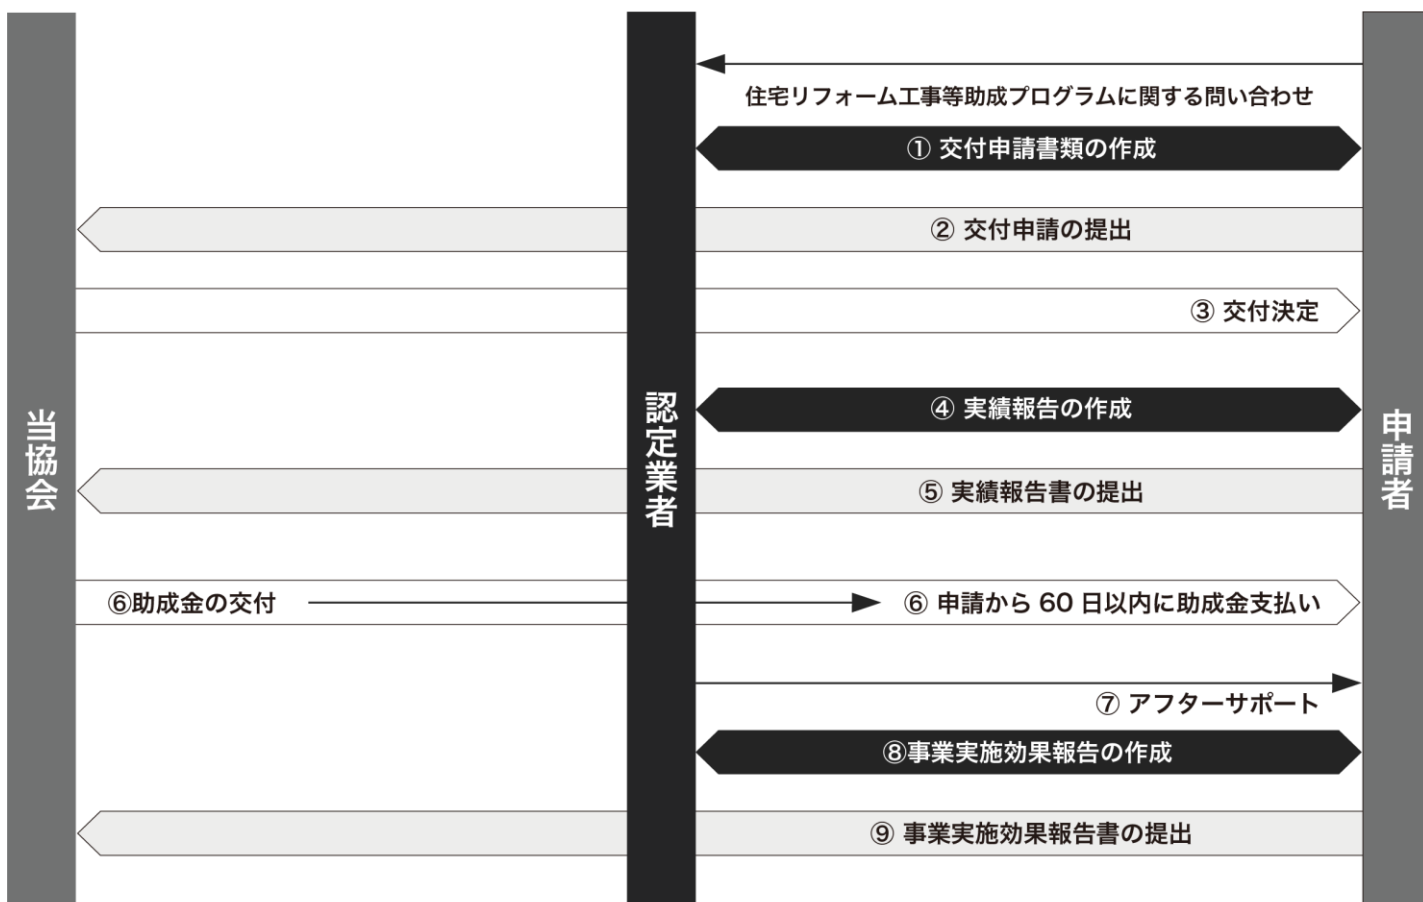 住宅リフォーム工事等助成プログラムに関する問い合わせ
① 交付申請書類の作成
② 交付申請の提出
③ 交付決定
④ 実績報告の作成
⑤ 実績報告書の提出
⑥助成金の交付
⑥ 申請から 60 日以内に助成金支払い
⑦ アフターサポート
⑧事業実施効果報告の作成
⑨ 事業実施効果報告書の提出
当協会
認定業者
申請者